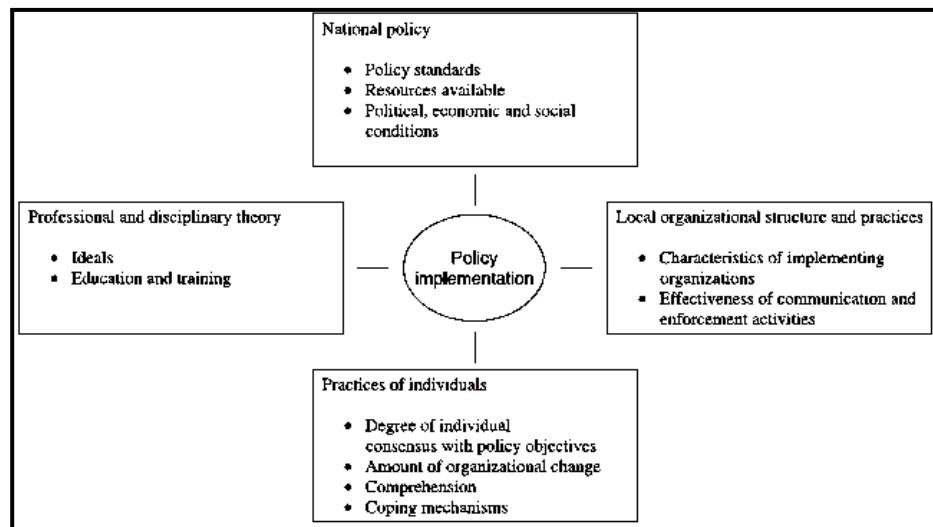 National policy
• Policy standards
• Resources available
• Political, economic and social
conditions
Professional and disciplinary theory
• Ideals
• Education and training
Policy
implementation
Local organizational structure and practices
• Characteristics of implementing
organizations
• Effectiveness of communication and
enforcement activities
Practices of individuals
• Degree of individual
consensus with policy objectives
• Amount of organizational change
• Comprehension
• Coping mechanisms